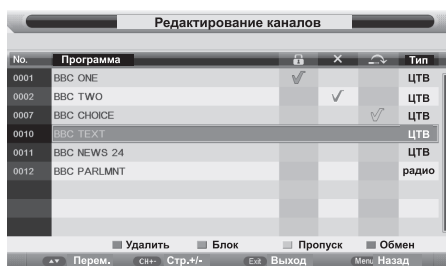 Редактирование каналов
No. Программа Тип
0001 BBC ONE ЦТВ
0002 BBC TWO ЦТВ
0007 BBC CHOICE ЦТВ
0010 BBC TEXT ЦТВ
0011 BBC NEWS 24 ЦТВ
0012 BBC PARLMNT радио
Удалить Блок Пропуск Обмен
Перем. CH+- Стр.+/- Exit Выход Menu Назад